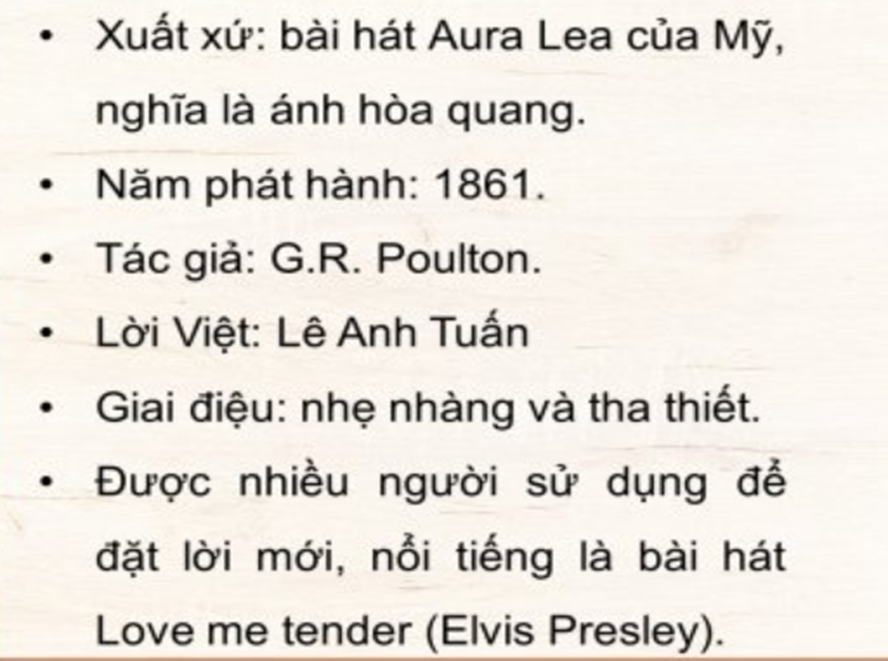 • Xuất xứ: bài hát Aura Lea của Mỹ,
nghĩa là ánh hòa quang.
• Năm phát hành: 1861.
• Tác giả: G.R. Poulton.
• Lời Việt: Lê Anh Tuấn
• Giai điệu: nhẹ nhàng và tha thiết.
• Được nhiều người sử dụng để
đặt lời mới, nổi tiếng là bài hát
Love me tender (Elvis Presley).